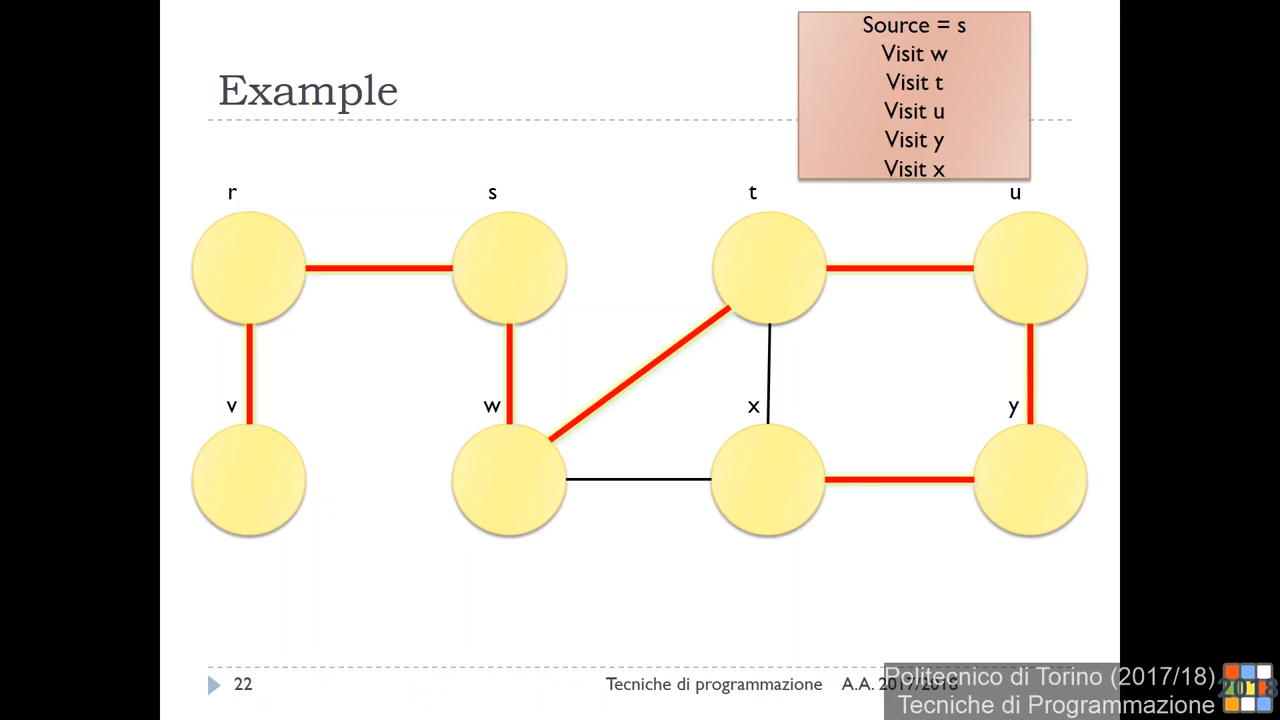 Source = s
Visit w
Visit t
Visit u
Visit y
Visit x
Example
r
s
t
u
v
w
x
y
22
Tecniche di programmazione
A.A. 2017/2018
Politecnico di Torino (2017/18)
Tecniche di Programmazione
2018